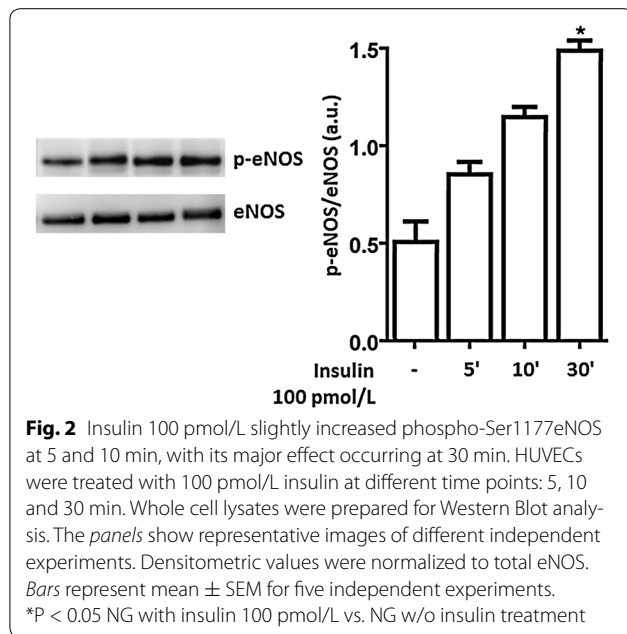 p-eNOS
eNOS
p-eNOS/eNOS (a.u.)
1.5
1.0
0.5
0.0
*
Insulin - 5' 10' 30'
100 pmol/L
Fig. 2 Insulin 100 pmol/L slightly increased phospho-Ser1177eNOS
at 5 and 10 min, with its major effect occurring at 30 min. HUVECs
were treated with 100 pmol/L insulin at different time points: 5, 10
and 30 min. Whole cell lysates were prepared for Western Blot analy-
sis. The panels show representative images of different independent
experiments. Densitometric values were normalized to total eNOS.
Bars represent mean ± SEM for five independent experiments.
*P < 0.05 NG with insulin 100 pmol/L vs. NG w/o insulin treatment